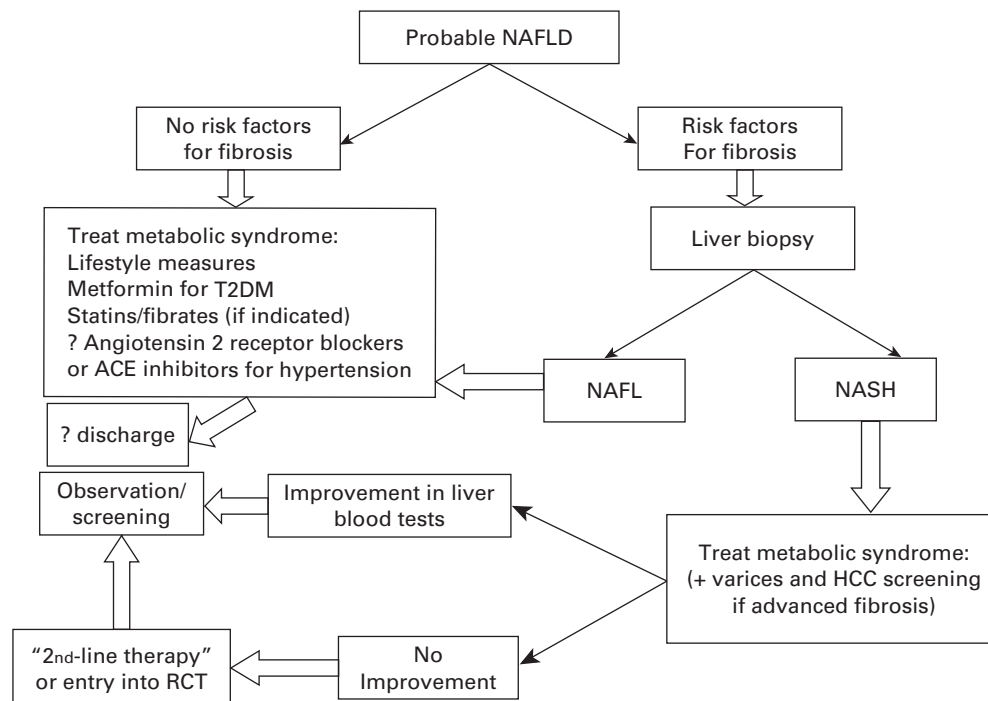 Probable NAFLD
No risk factors
for fibrosis
Risk factors
For fibrosis
Treat metabolic syndrome:
Lifestyle measures
Metformin for T2DM
Statins/fibrates (if indicated)
? Angiotensin 2 receptor blockers
or ACE inhibitors for hypertension
Liver biopsy
NAFL
NASH
? discharge
Observation/
screening
Improvement in liver
blood tests
Treat metabolic syndrome:
(+ varices and HCC screening
if advanced fibrosis)
“2nd-line therapy”
or entry into RCT
No
Improvement